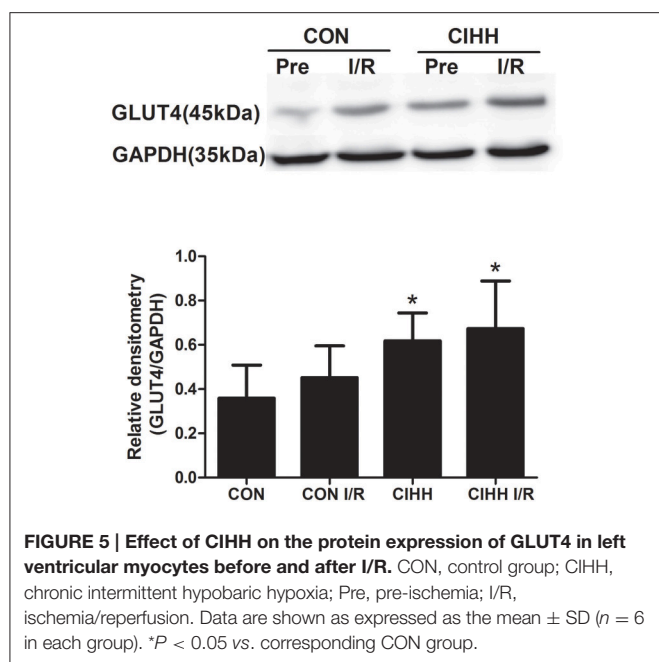 CON CIHH
Pre I/R Pre I/R
GLUT4(45kDa)
GAPDH(35kDa)
Relative densitometry
(GLUT4/GAPDH)
1.0
0.8
0.6
0.4
0.2
0.0
* *
CON CON I/R CIHH CIHH I/R
FIGURE 5 | Effect of CIHH on the protein expression of GLUT4 in left
ventricular myocytes before and after I/R. CON, control group; CIHH,
chronic intermittent hypobaric hypoxia; Pre, pre-ischemia; I/R,
ischemia/reperfusion. Data are shown as expressed as the mean ± SD (n = 6
in each group). *P < 0.05 vs. corresponding CON group.